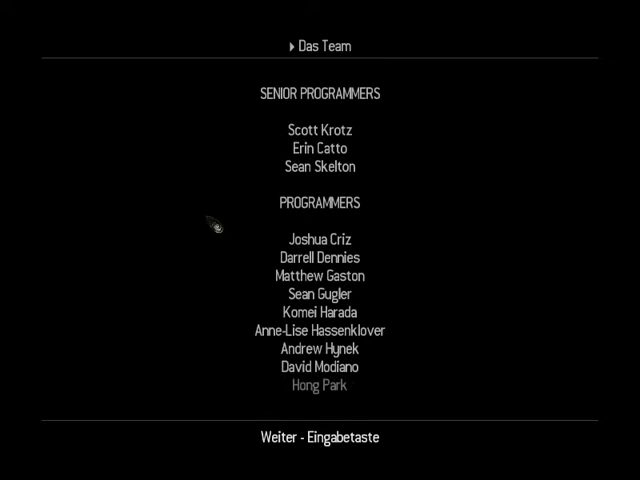 Das Team
SENIOR PROGRAMMERS
Scott Krotz
Erin Catto
Sean Skelton
PROGRAMMERS
Joshua Criz
Darrell Dennies
Matthew Gaston
Sean Gugler
Komei Harada
Anne-Lise Hassenklover
Andrew Hynek
David Modiano
Hong Park
Weiter - Eingabetaste